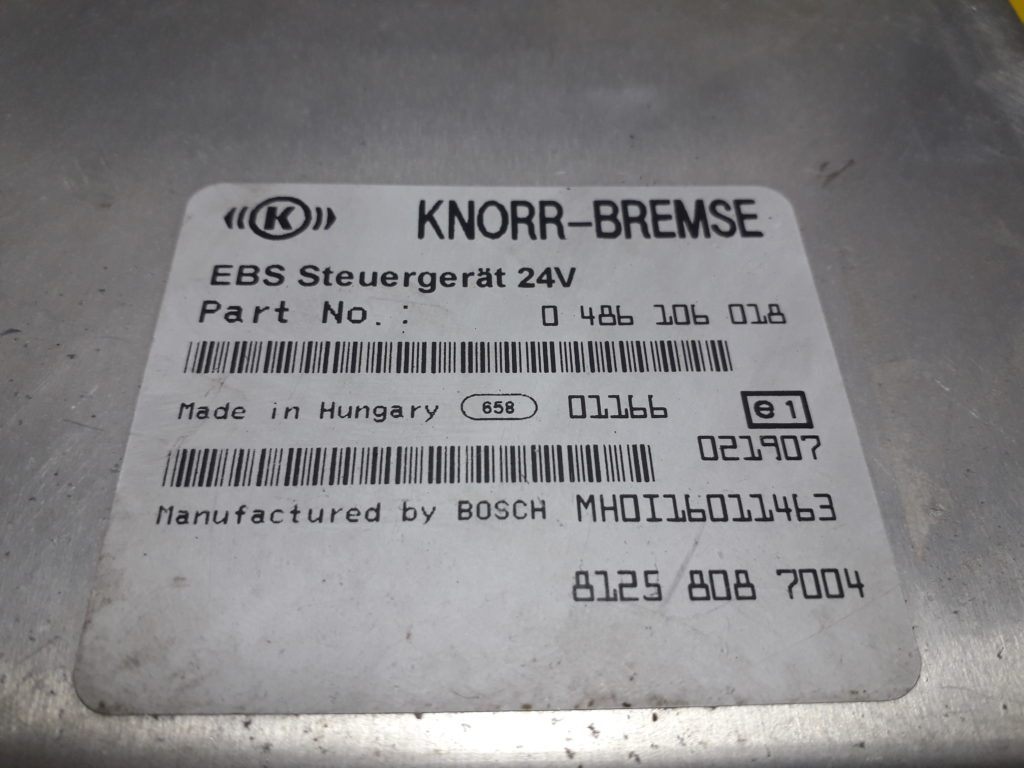 K KNORR-BREMSE
EBS Steuergerät 24V
Part No.: 0 486 106 018
Made in Hungary 658 01166 e1
021907
Manufactured by BOSCH MH0I16011463
8125 808 7004